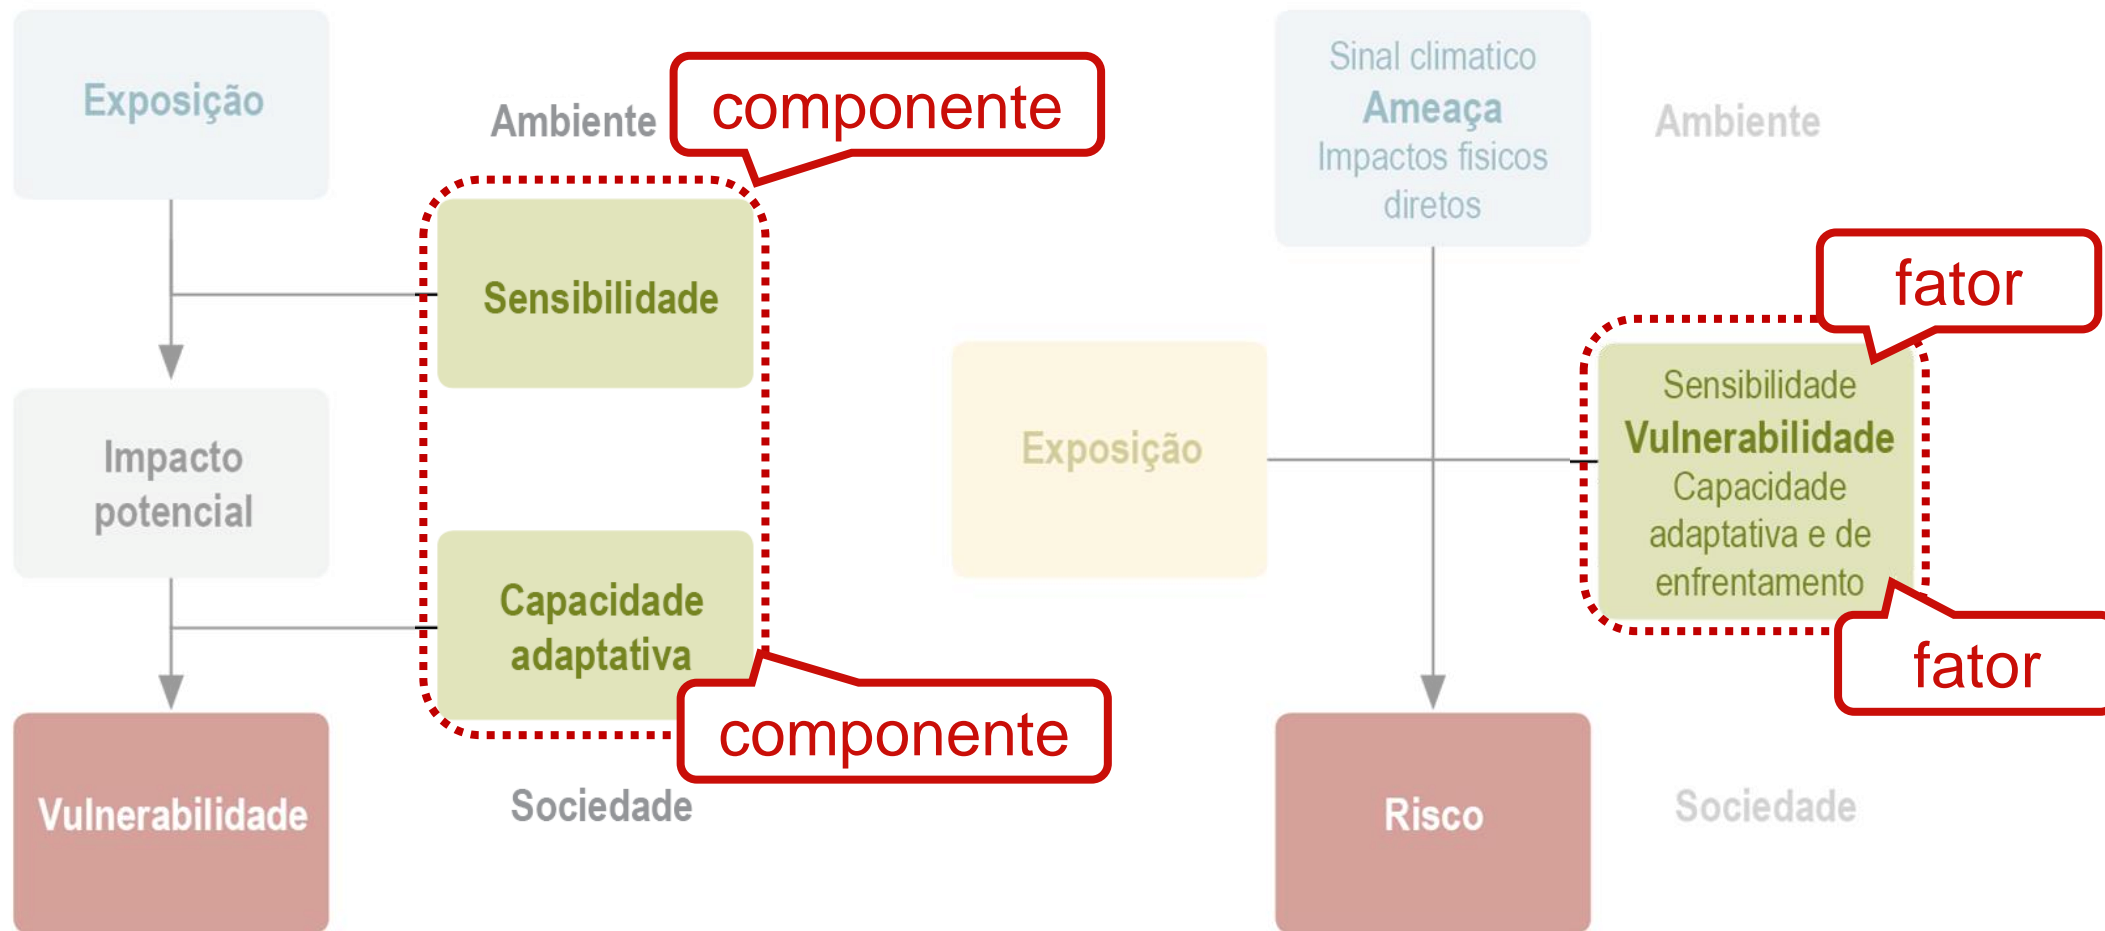 Exposição
Ambiente
componente
Sensibilidade
Impacto
potencial
Capacidade
adaptativa
componente
Vulnerabilidade
Sociedade
Sinal climatico
Ameaça
Impactos fisicos
diretos
Ambiente
fator
Exposição
Sensibilidade
Vulnerabilidade
Capacidade
adaptativa e de
enfrentamento
fator
Risco
Sociedade